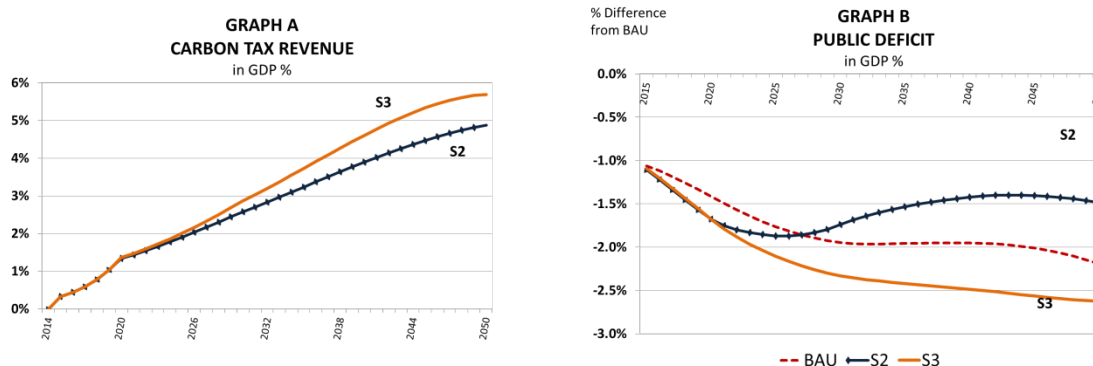 GRAPH A
CARBON TAX REVENUE
in GDP %
6%
5%
4%
3%
2%
1%
0%
S3
S2
2014
2020
2026
2032
2038
2044
2050
% Difference
from BAU
GRAPH B
PUBLIC DEFICIT
in GDP %
0.0%
-0.5%
-1.0%
-1.5%
-2.0%
-2.5%
-3.0%
2015
2020
2025
2030
2035
2040
2045
S2
S3
BAU S2 S3